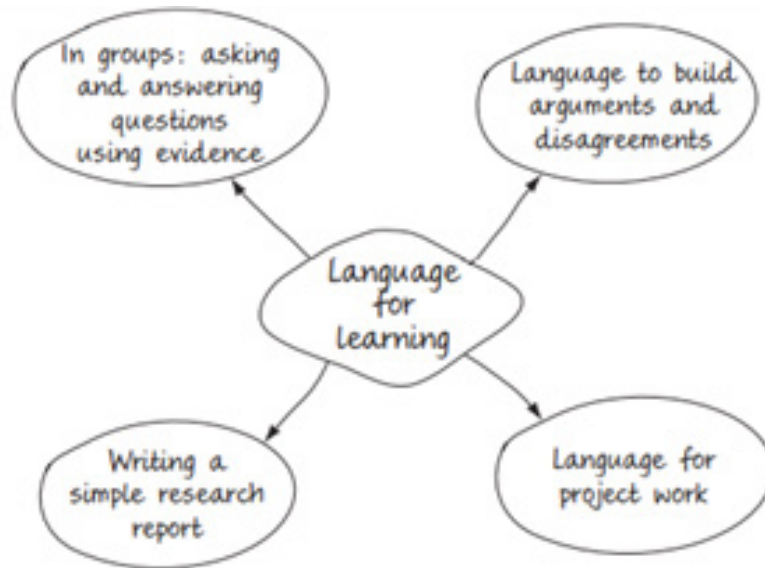 In groups: asking
and answering
questions
using evidence
Language to build
arguments and
disagreements
Language
for
learning
Writing a
simple research
report
Language for
project work